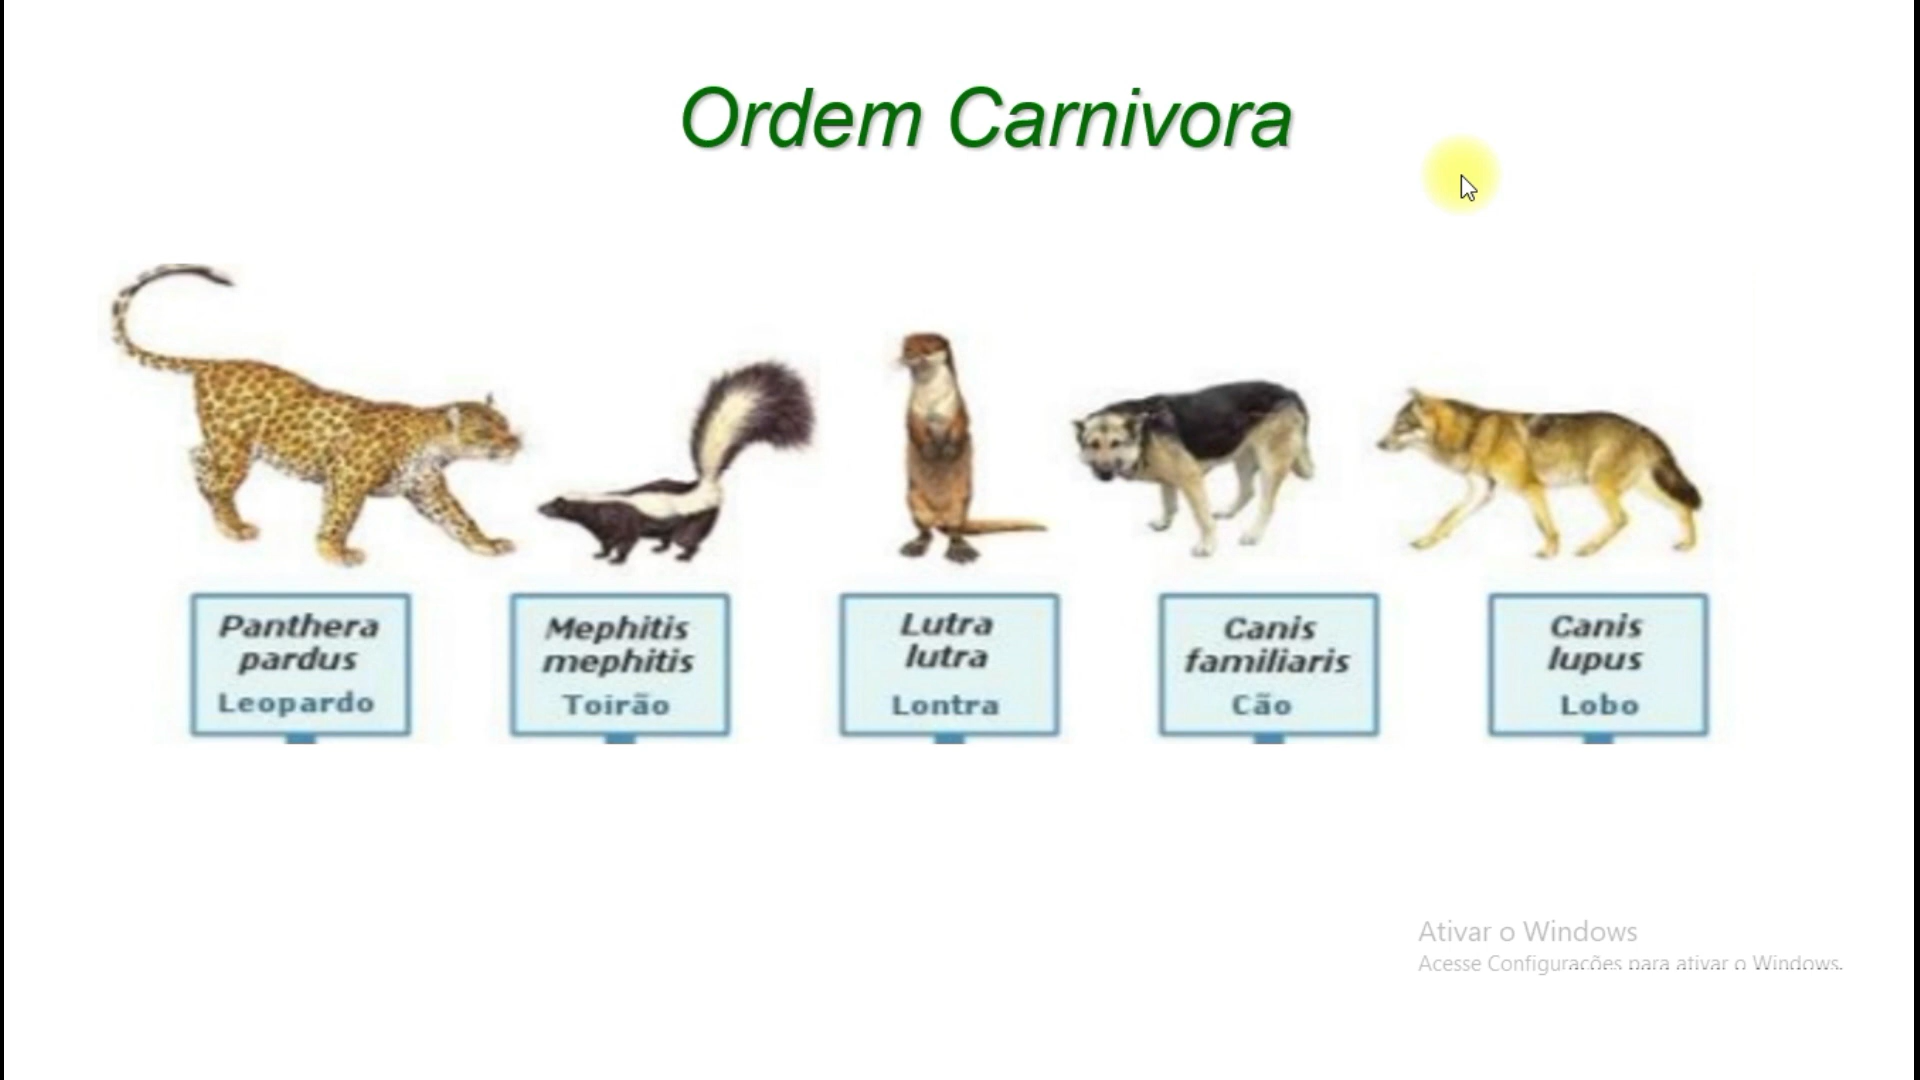 Ordem Carnivora
Panthera
pardus
Leopardo
Mephitis
mephitis
Toirão
Lutra
lutra
Lontra
Canis
familiaris
Cão
Canis
lupus
Lobo
Ativar o Windows
Acesse Configurações para ativar o Windows.